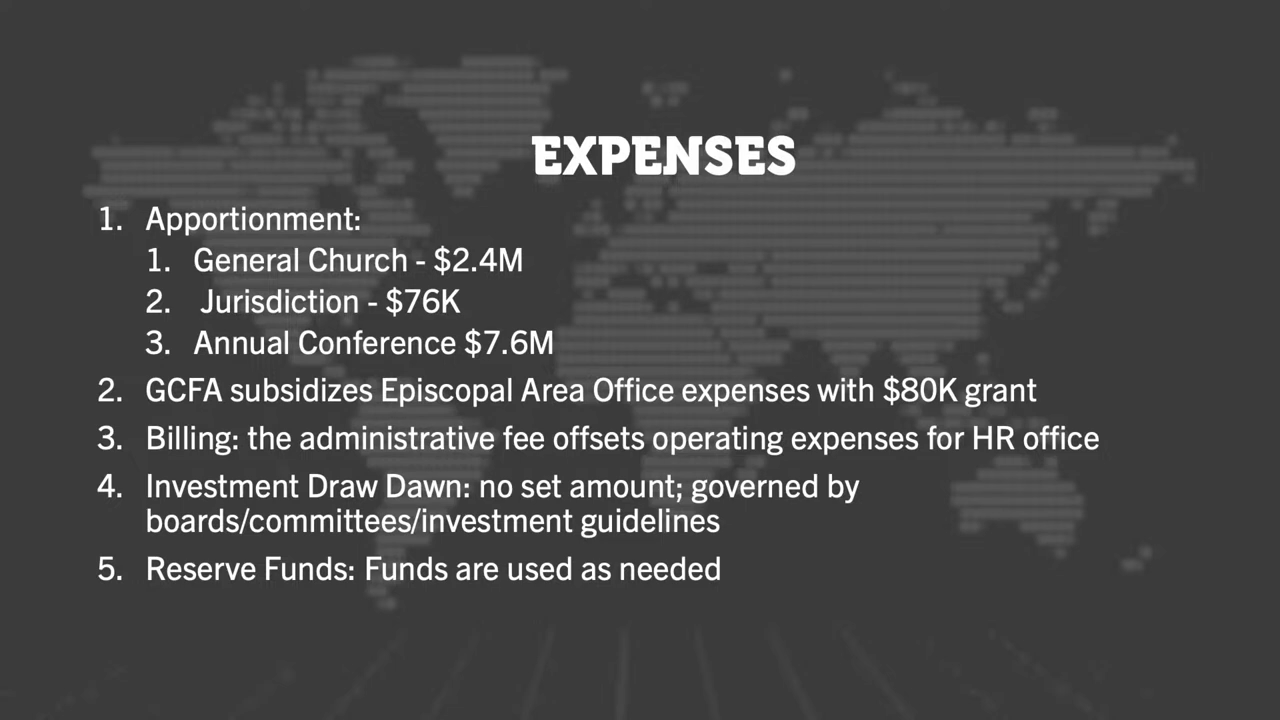 EXPENSES
1. Apportionment:
1. General Church - $2.4M
2. Jurisdiction - $76K
3. Annual Conference $7.6M
2. GCFA subsidizes Episcopal Area Office expenses with $80K grant
3. Billing: the administrative fee offsets operating expenses for HR office
4. Investment Draw Dawn: no set amount; governed by
boards/committees/investment guidelines
5. Reserve Funds: Funds are used as needed